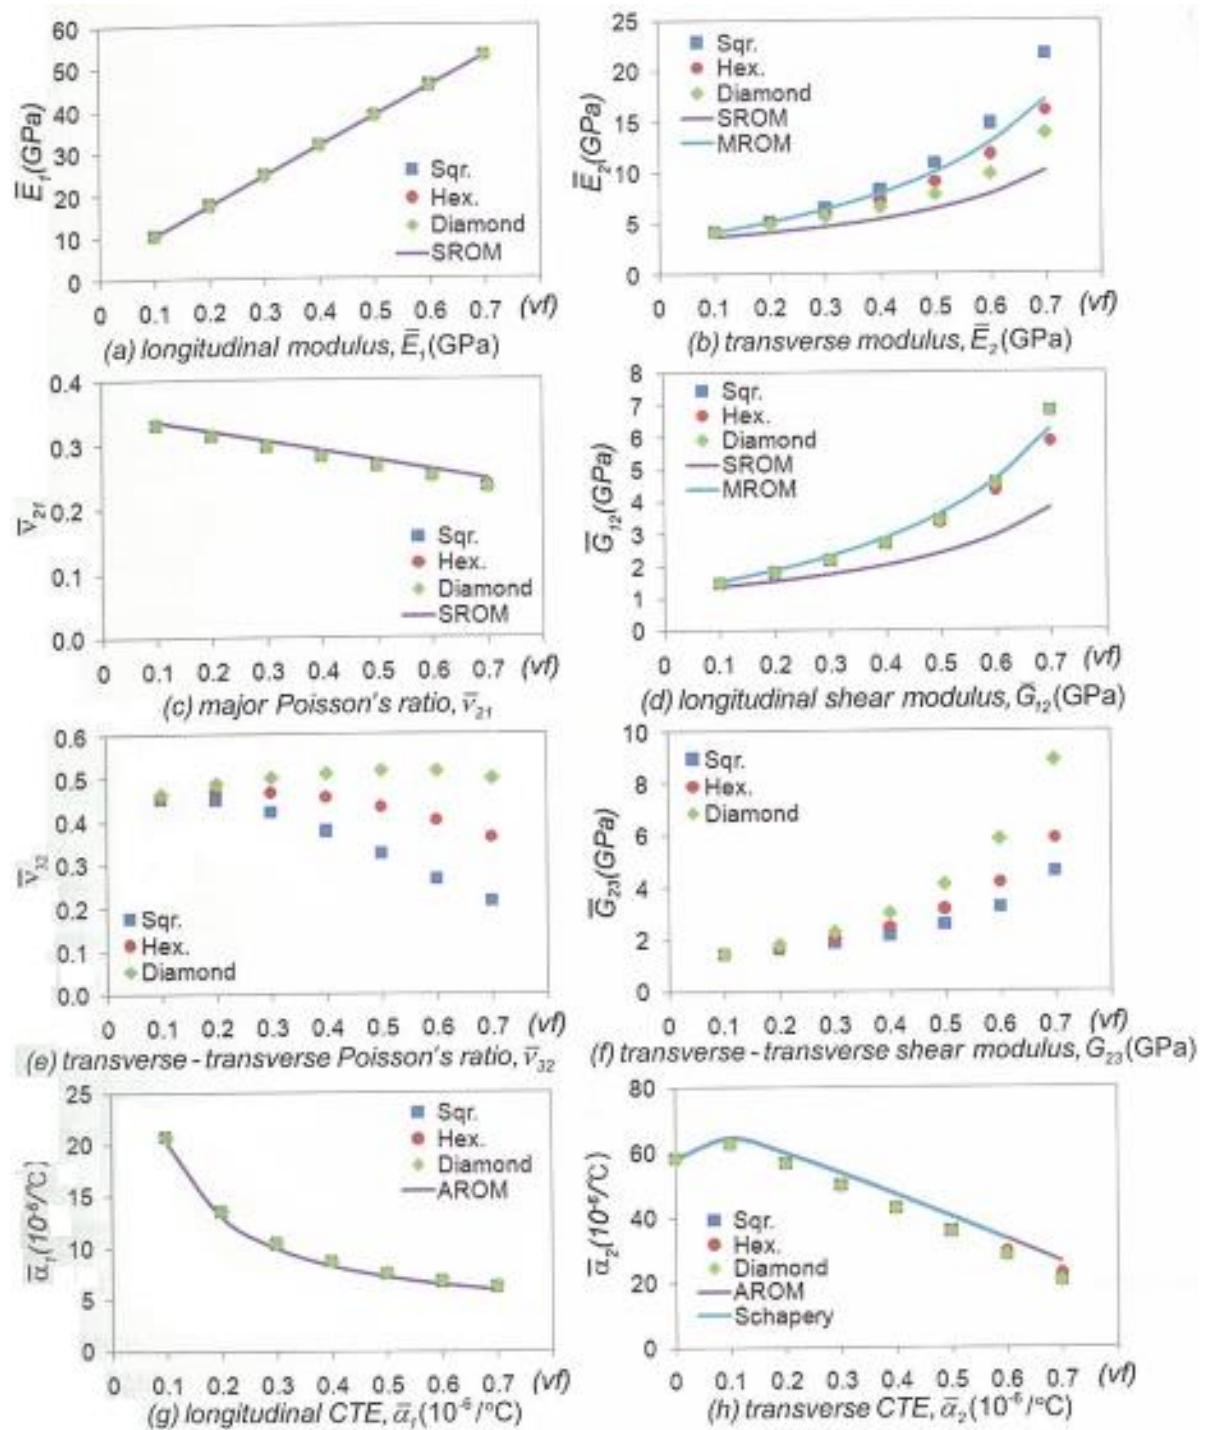 60
50
40
30
20
10
0
Ē₁(GPa)
Sqr.
Hex.
Diamond
SROM
0 0.1 0.2 0.3 0.4 0.5 0.6 0.7 (vf)
(a) longitudinal modulus, Ē₁(GPa)
25
20
15
10
5
0
Ē₂(GPa)
Sqr.
Hex.
Diamond
SROM
MROM
0 0.1 0.2 0.3 0.4 0.5 0.6 0.7 (vf)
(b) transverse modulus, Ē₂(GPa)
0.4
0.3
0.2
0.1
0.0
ν̄₂₁
Sqr.
Hex.
Diamond
SROM
0 0.1 0.2 0.3 0.4 0.5 0.6 0.7 (vf)
(c) major Poisson's ratio, ν̄₂₁
8
7
6
5
4
3
2
1
0
Ḡ₁₂(GPa)
Sqr.
Hex.
Diamond
SROM
MROM
0 0.1 0.2 0.3 0.4 0.5 0.6 0.7 (vf)
(d) longitudinal shear modulus, Ḡ₁₂(GPa)
0.6
0.5
0.4
0.3
0.2
0.1
0.0
ν̄₃₂
Sqr.
Hex.
Diamond
0 0.1 0.2 0.3 0.4 0.5 0.6 0.7 (vf)
(e) transverse - transverse Poisson's ratio, ν̄₃₂
10
8
6
4
2
0
Ḡ₂₃(GPa)
Sqr.
Hex.
Diamond
0 0.1 0.2 0.3 0.4 0.5 0.6 0.7 (vf)
(f) transverse - transverse shear modulus, G₂₃(GPa)
25
20
15
10
5
0
ᾱ₁(10⁻⁶/°C)
Sqr.
Hex.
Diamond
AROM
0 0.1 0.2 0.3 0.4 0.5 0.6 0.7 (vf)
(g) longitudinal CTE, ᾱ₁(10⁻⁶/°C)
80
60
40
20
0
ᾱ₂(10⁻⁶/°C)
Sqr.
Hex.
Diamond
AROM
Schapery
0 0.1 0.2 0.3 0.4 0.5 0.6 0.7 (vf)
(h) transverse CTE, ᾱ₂(10⁻⁶/°C)